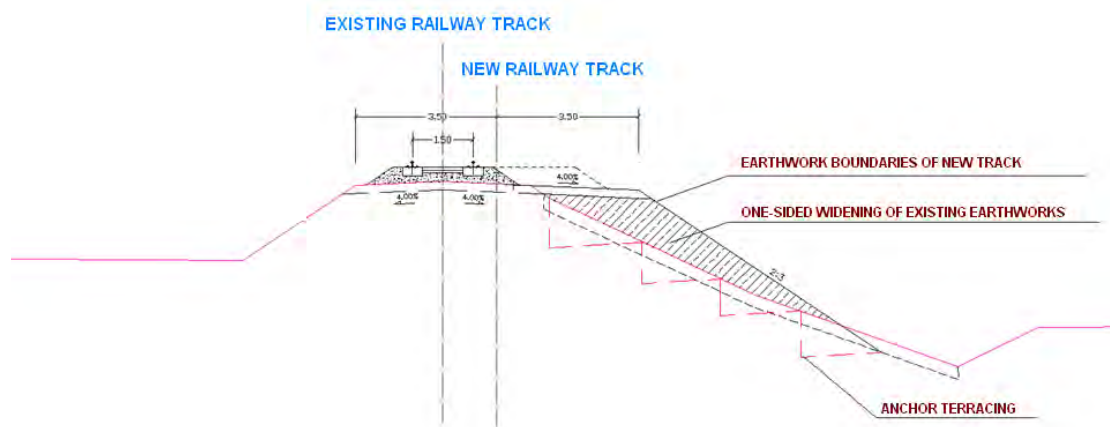 EXISTING RAILWAY TRACK
NEW RAILWAY TRACK
3.50 3.50
1.50
EARTHWORK BOUNDARIES OF NEW TRACK
4.00%
4.00% 4.00%
ONE-SIDED WIDENING OF EXISTING EARTHWORKS
2:3
ANCHOR TERRACING